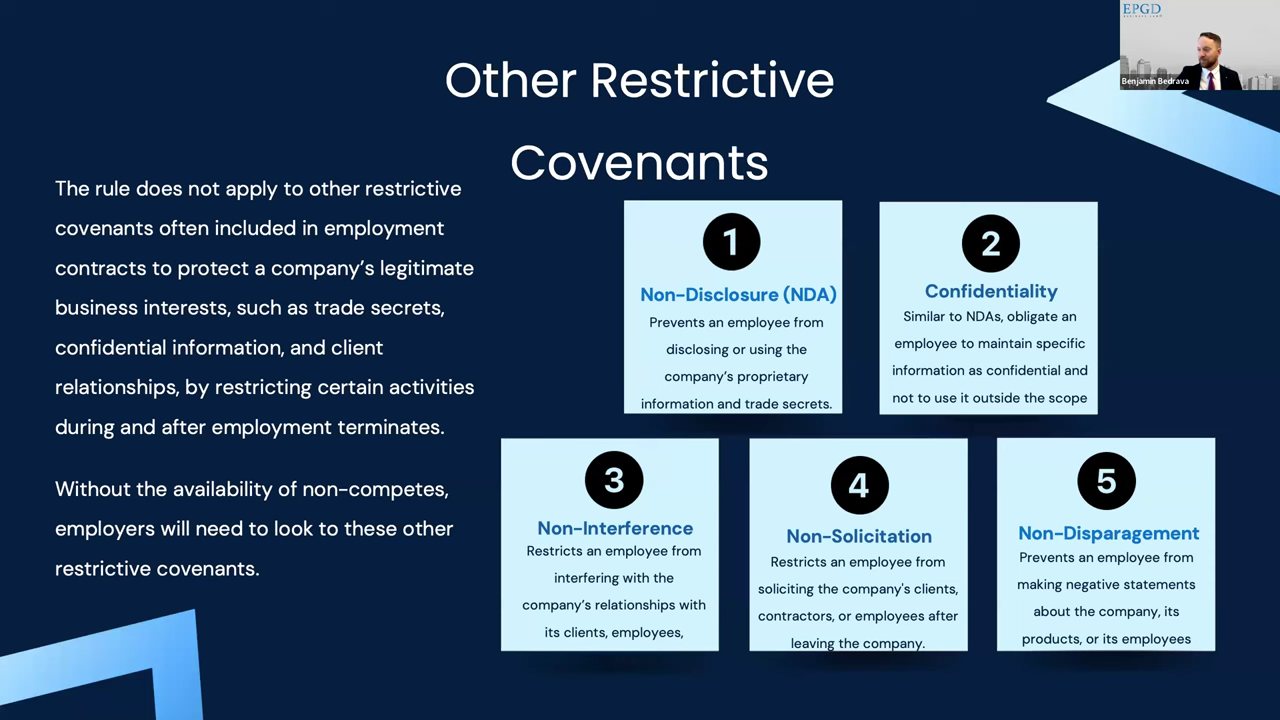 EPGD
Benjamin Bedrava
Other Restrictive
Covenants
The rule does not apply to other restrictive
covenants often included in employment
contracts to protect a company’s legitimate
business interests, such as trade secrets,
confidential information, and client
relationships, by restricting certain activities
during and after employment terminates.
Without the availability of non-competes,
employers will need to look to these other
restrictive covenants.
1
Non-Disclosure (NDA)
Prevents an employee from
disclosing or using the
company’s proprietary
information and trade secrets.
2
Confidentiality
Similar to NDAs, obligate an
employee to maintain specific
information as confidential and
not to use it outside the scope
3
Non-Interference
Restricts an employee from
interfering with the
company’s relationships with
its clients, employees,
4
Non-Solicitation
Restricts an employee from
soliciting the company's clients,
contractors, or employees after
leaving the company.
5
Non-Disparagement
Prevents an employee from
making negative statements
about the company, its
products, or its employees